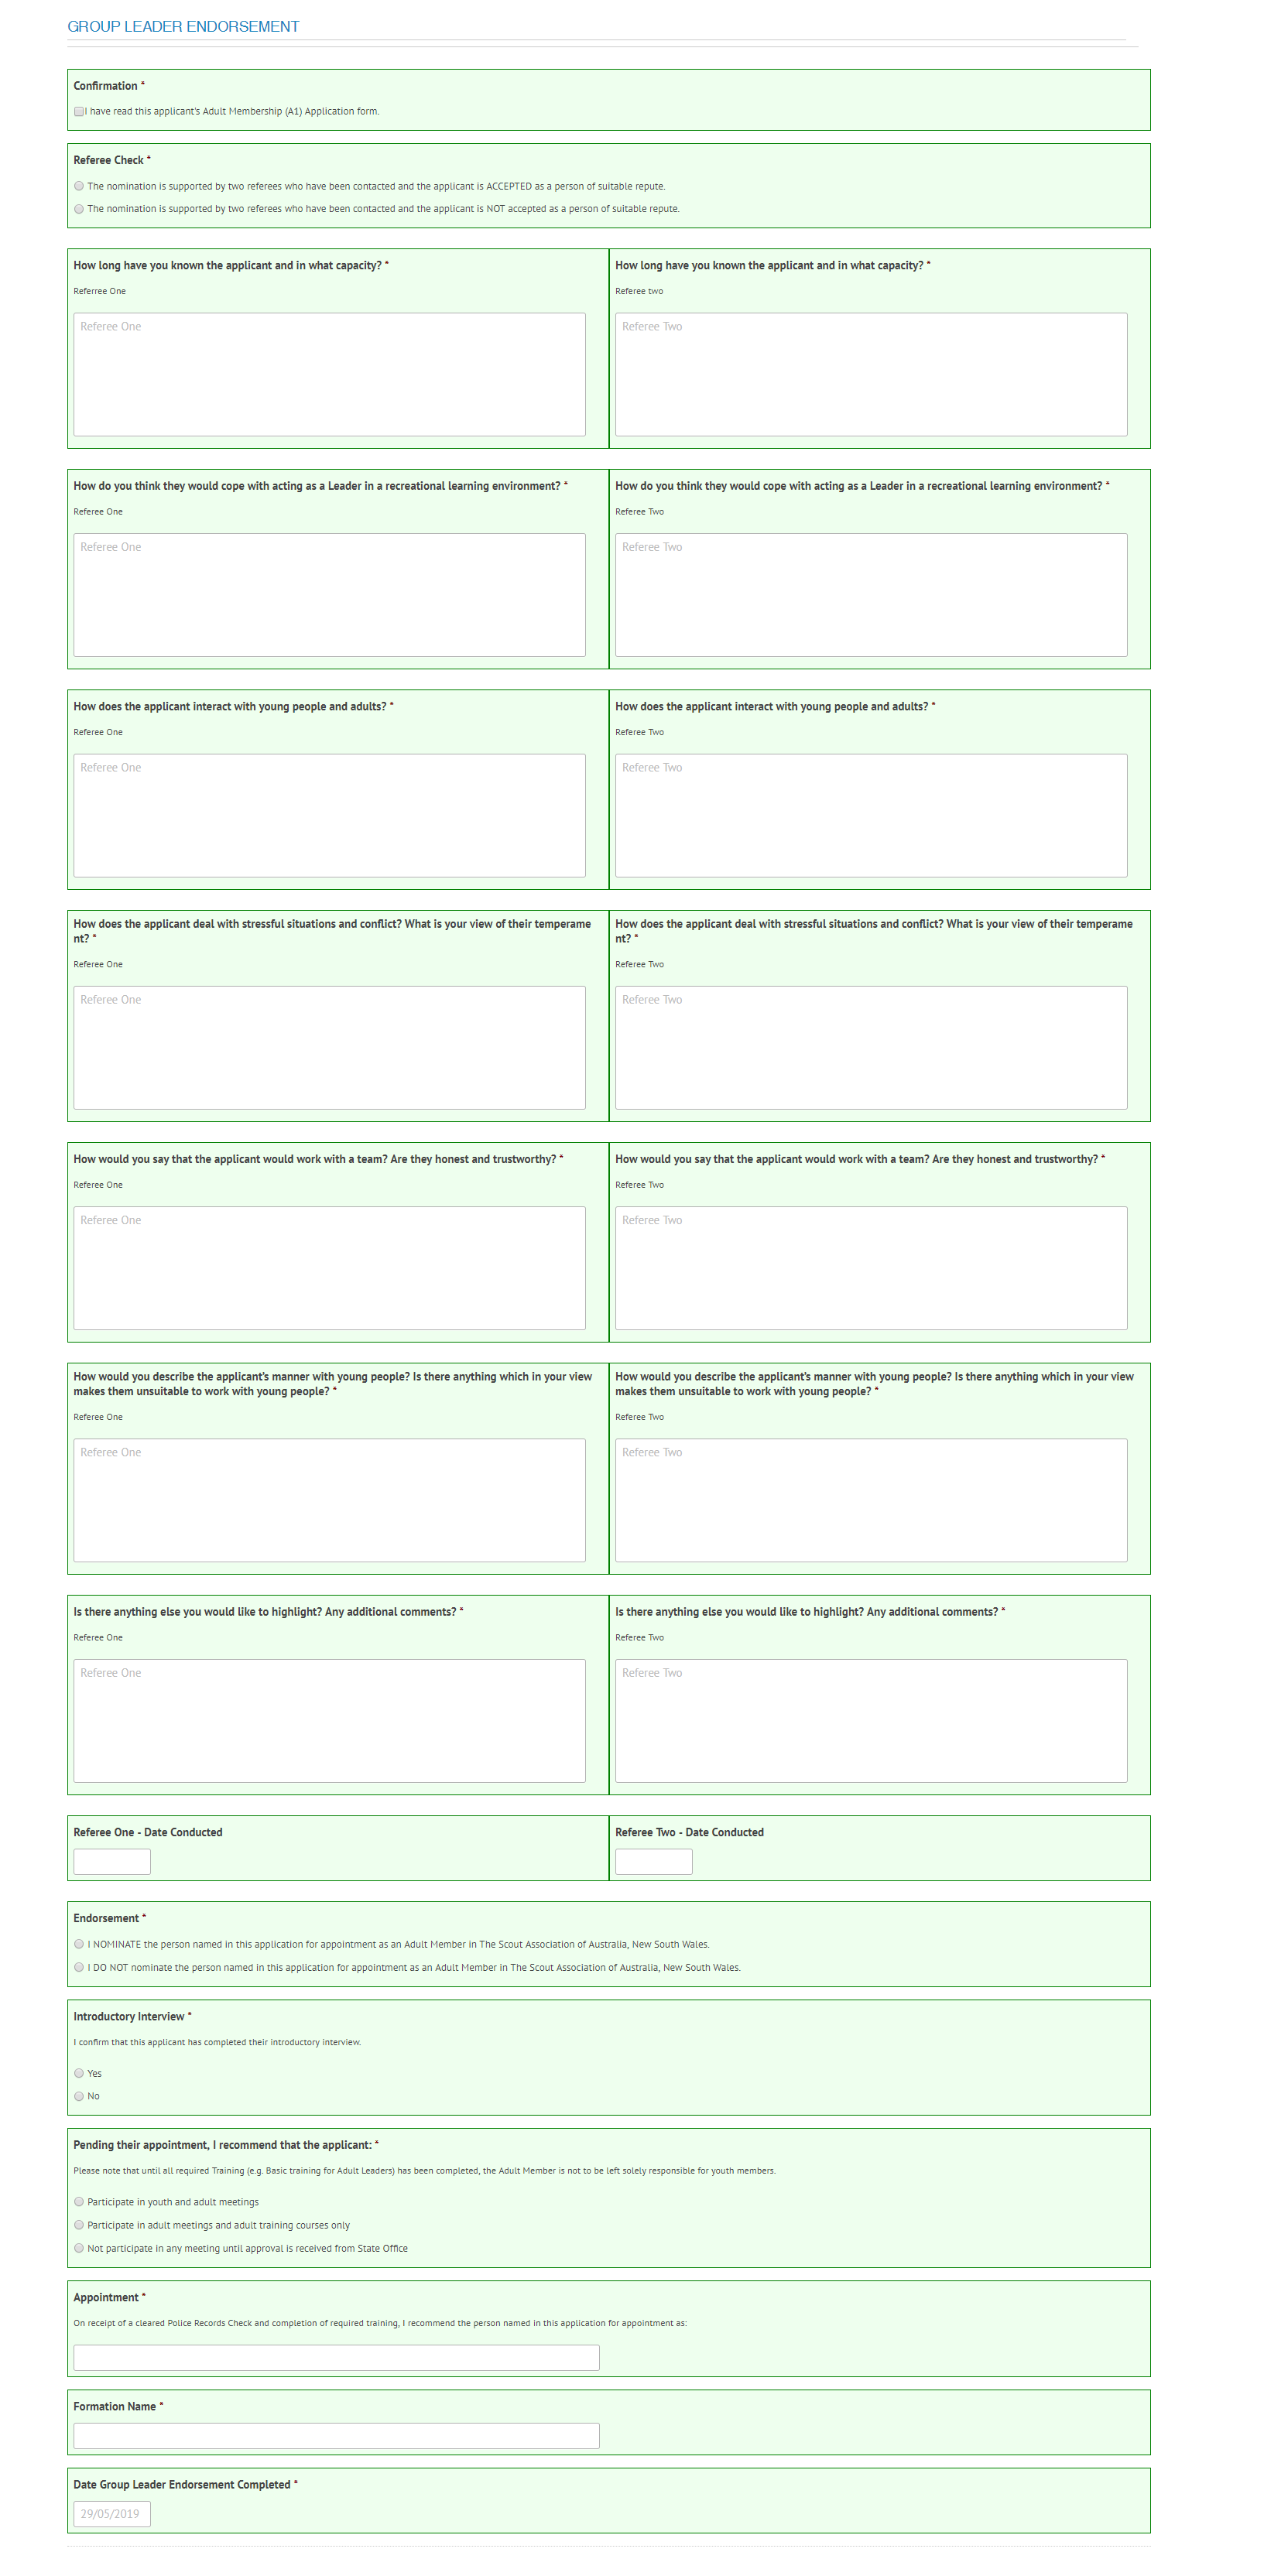 GROUP LEADER ENDORSEMENT
Confirmation *
I have read this applicant's Adult Membership (A1) Application form.
Referee Check *
The nomination is supported by two referees who have been contacted and the applicant is ACCEPTED as a person of suitable repute.
The nomination is supported by two referees who have been contacted and the applicant is NOT accepted as a person of suitable repute.
How long have you known the applicant and in what capacity? *
Referree One
Referee One
How long have you known the applicant and in what capacity? *
Referee two
Referee Two
How do you think they would cope with acting as a Leader in a recreational learning environment? *
Referee One
Referee One
How do you think they would cope with acting as a Leader in a recreational learning environment? *
Referee Two
Referee Two
How does the applicant interact with young people and adults? *
Referee One
Referee One
How does the applicant interact with young people and adults? *
Referee Two
Referee Two
How does the applicant deal with stressful situations and conflict? What is your view of their temperame
nt? *
Referee One
Referee One
How does the applicant deal with stressful situations and conflict? What is your view of their temperame
nt? *
Referee Two
Referee Two
How would you say that the applicant would work with a team? Are they honest and trustworthy? *
Referee One
Referee One
How would you say that the applicant would work with a team? Are they honest and trustworthy? *
Referee Two
Referee Two
How would you describe the applicant's manner with young people? Is there anything which in your view
makes them unsuitable to work with young people? *
Referee One
Referee One
How would you describe the applicant's manner with young people? Is there anything which in your view
makes them unsuitable to work with young people? *
Referee Two
Referee Two
Is there anything else you would like to highlight? Any additional comments? *
Referee One
Referee One
Is there anything else you would like to highlight? Any additional comments? *
Referee Two
Referee Two
Referee One - Date Conducted
Referee Two - Date Conducted
Endorsement *
I NOMINATE the person named in this application for appointment as an Adult Member in The Scout Association of Australia, New South Wales.
I DO NOT nominate the person named in this application for appointment as an Adult Member in The Scout Association of Australia, New South Wales.
Introductory Interview *
I confirm that this applicant has completed their introductory interview.
Yes
No
Pending their appointment, I recommend that the applicant: *
Please note that until all required Training (e.g. Basic training for Adult Leaders) has been completed, the Adult Member is not to be left solely responsible for youth members.
Participate in youth and adult meetings
Participate in adult meetings and adult training courses only
Not participate in any meeting until approval is received from State Office
Appointment *
On receipt of a cleared Police Records Check and completion of required training, I recommend the person named in this application for appointment as:
Formation Name *
Date Group Leader Endorsement Completed *
29/05/2019